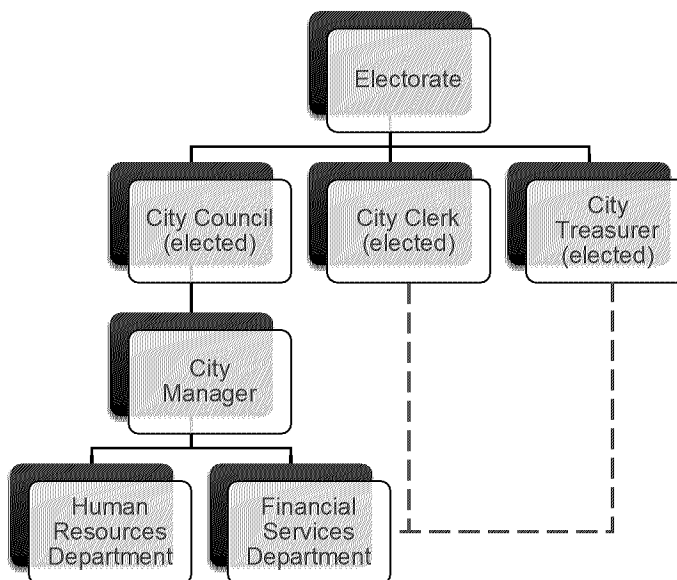 Electorate
City Council
(elected)
City Clerk
(elected)
City
Treasurer
(elected)
City
Manager
Human
Resources
Department
Financial
Services
Department